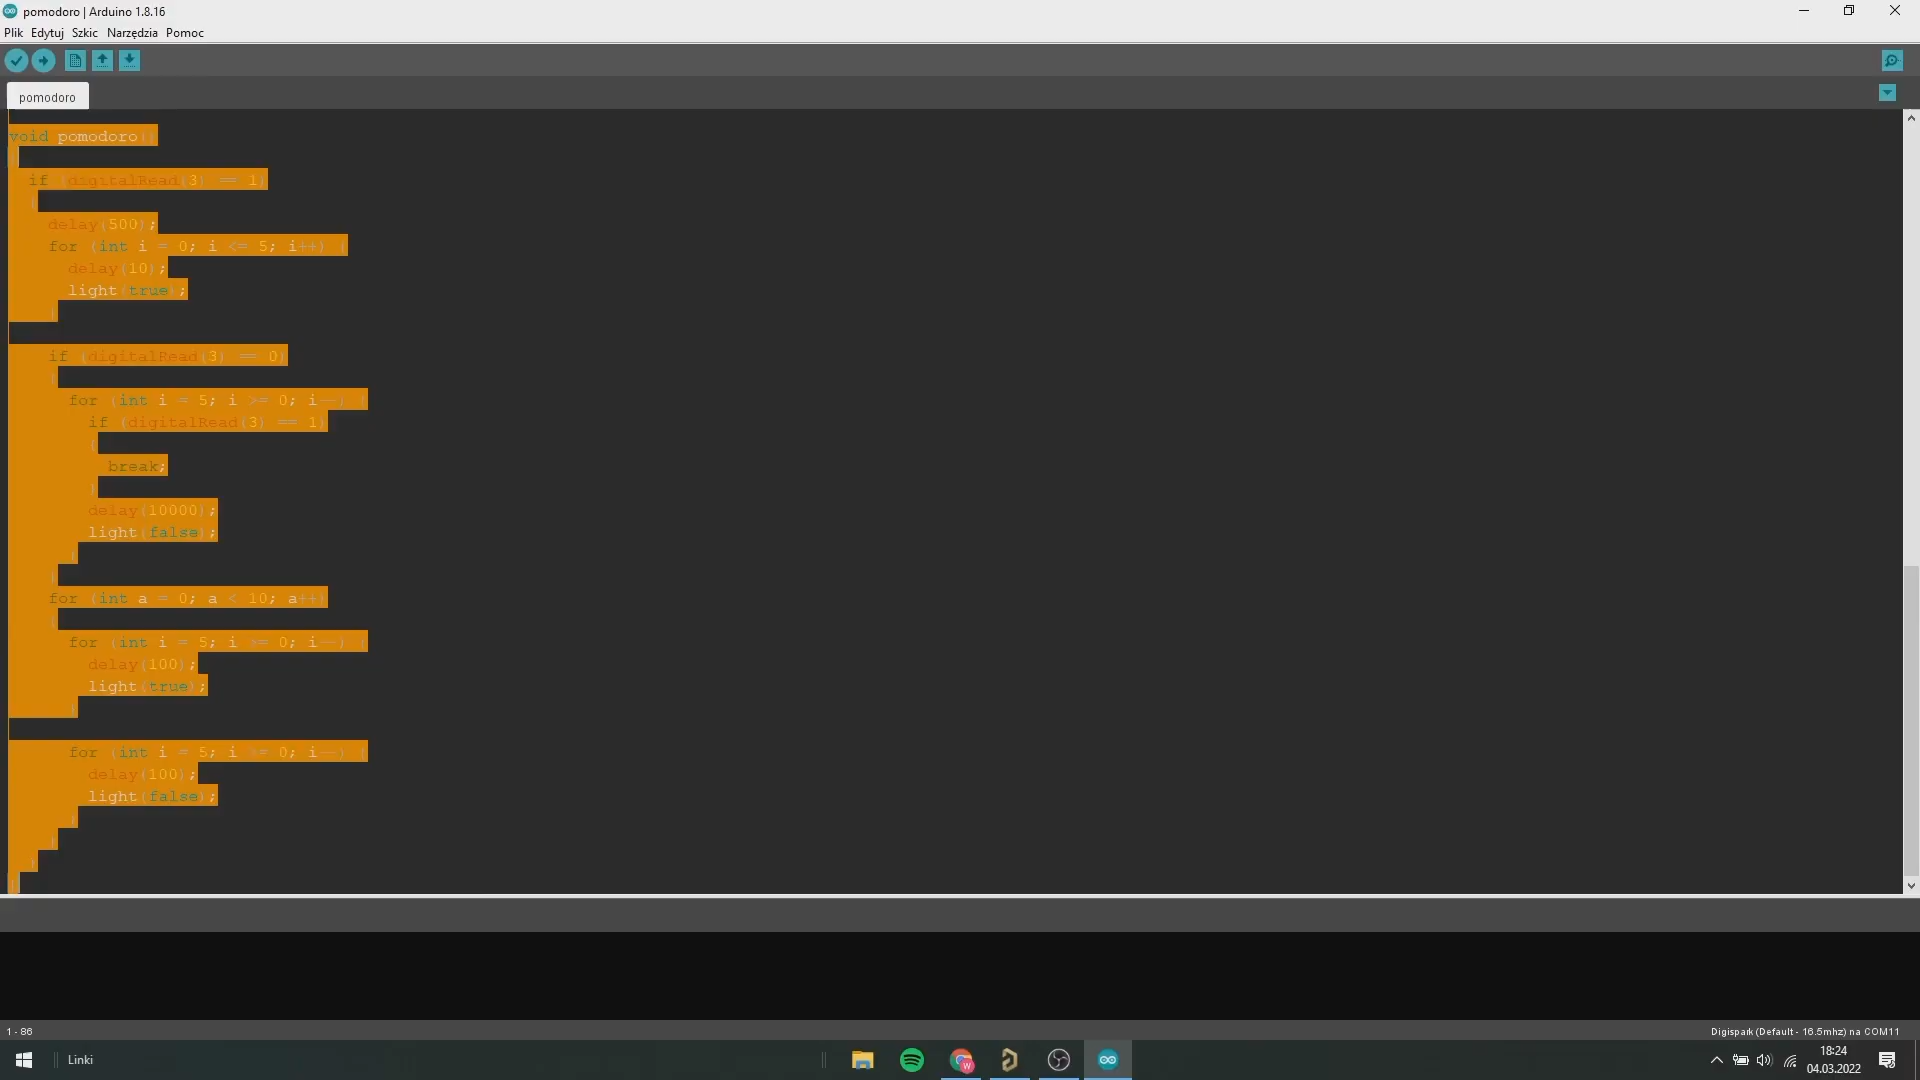 pomodoro | Arduino 1.8.16
Plik Edytuj Szkic Narzędzia Pomoc
pomodoro
void pomodoro()
{
if (digitalRead(3) == 1)
{
delay(500);
for (int i = 0; i <= 5; i++) {
delay(10);
light(true);
}
if (digitalRead(3) == 0)
{
for (int i = 5; i >= 0; i--) {
if (digitalRead(3) == 1)
{
break;
}
delay(10000);
light(false);
}
}
for (int a = 0; a < 10; a++)
{
for (int i = 5; i >= 0; i--) {
delay(100);
light(true);
}
for (int i = 5; i >= 0; i--) {
delay(100);
light(false);
}
}
}
}
1 - 86
Digispark (Default - 16.5mhz) na COM11
Linki
W
18:24
04.03.2022